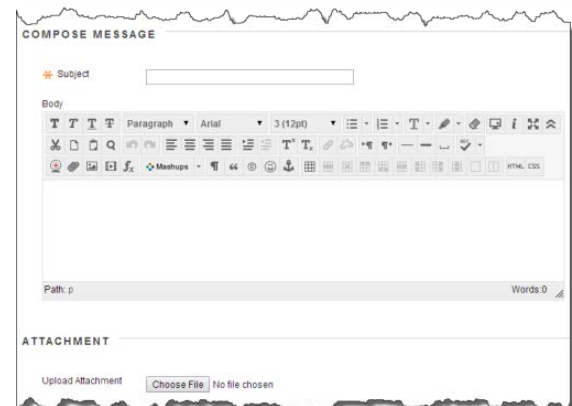 COMPOSE MESSAGE
Subject
Body
T T T T Paragraph Arial 3 (12pt) T i
T× T×
fx Mashups ¶ “ © HTML CSS
Path: p Words:0
ATTACHMENT
Upload Attachment Choose File No file chosen